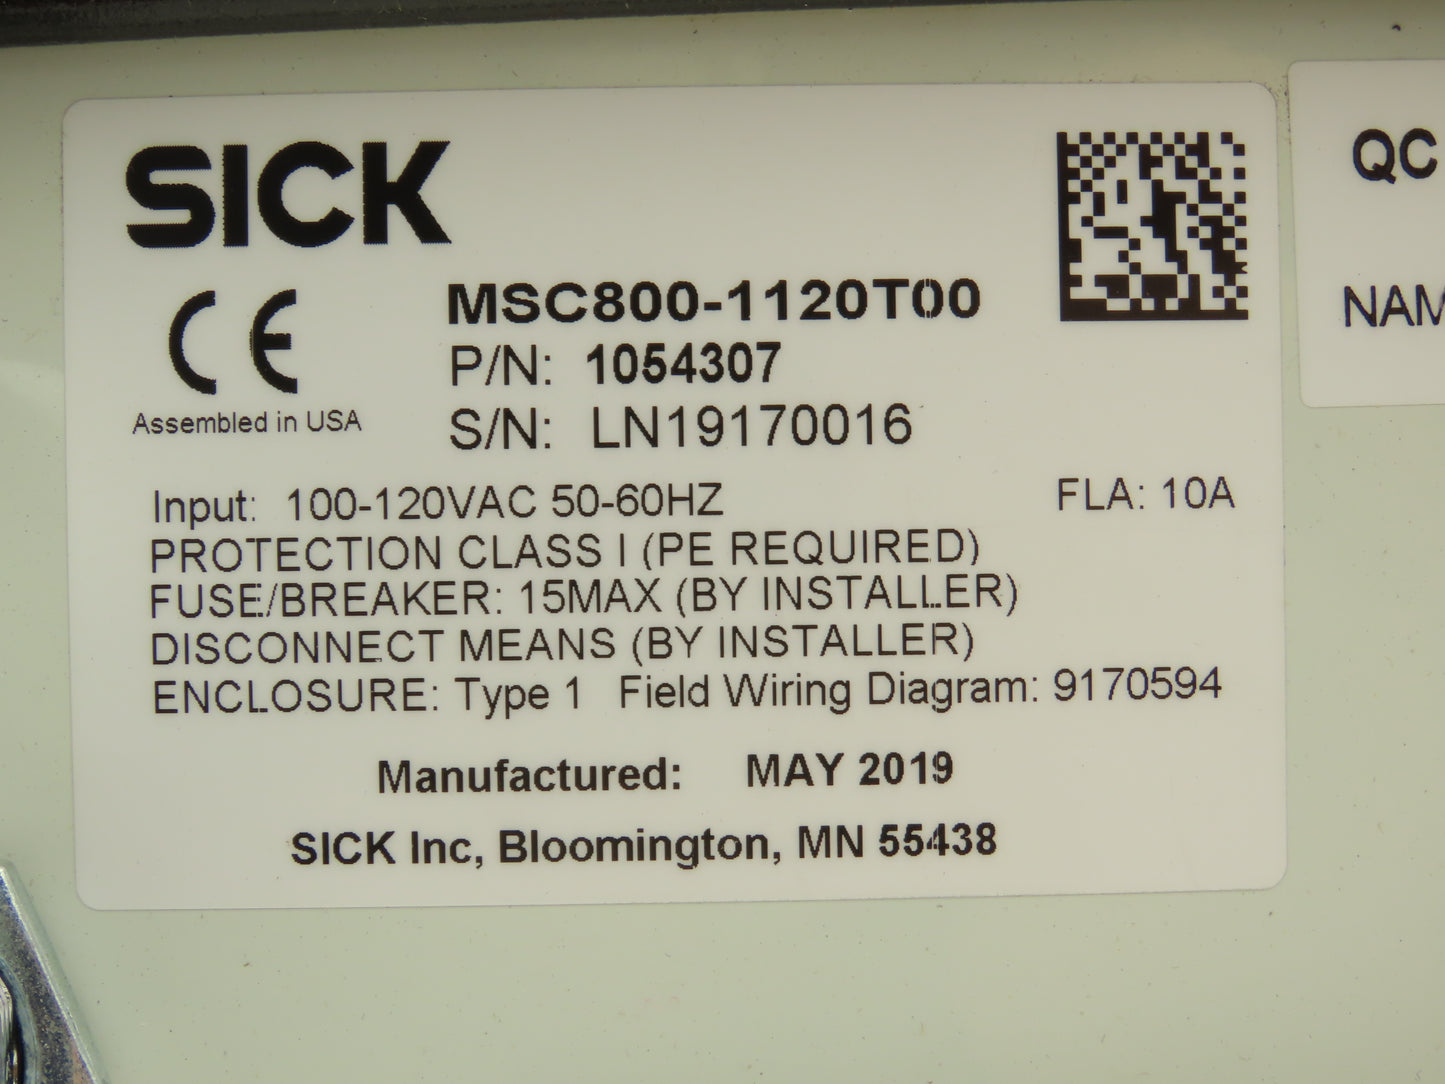 SICK
CE
Assembled in USA
MSC800-1120T00
P/N: 1054307
S/N: LN19170016
Input: 100-120VAC 50-60HZ FLA: 10A
PROTECTION CLASS I (PE REQUIRED)
FUSE/BREAKER: 15MAX (BY INSTALLER)
DISCONNECT MEANS (BY INSTALLER)
ENCLOSURE: Type 1 Field Wiring Diagram: 9170594
Manufactured: MAY 2019
SICK Inc, Bloomington, MN 55438
QC